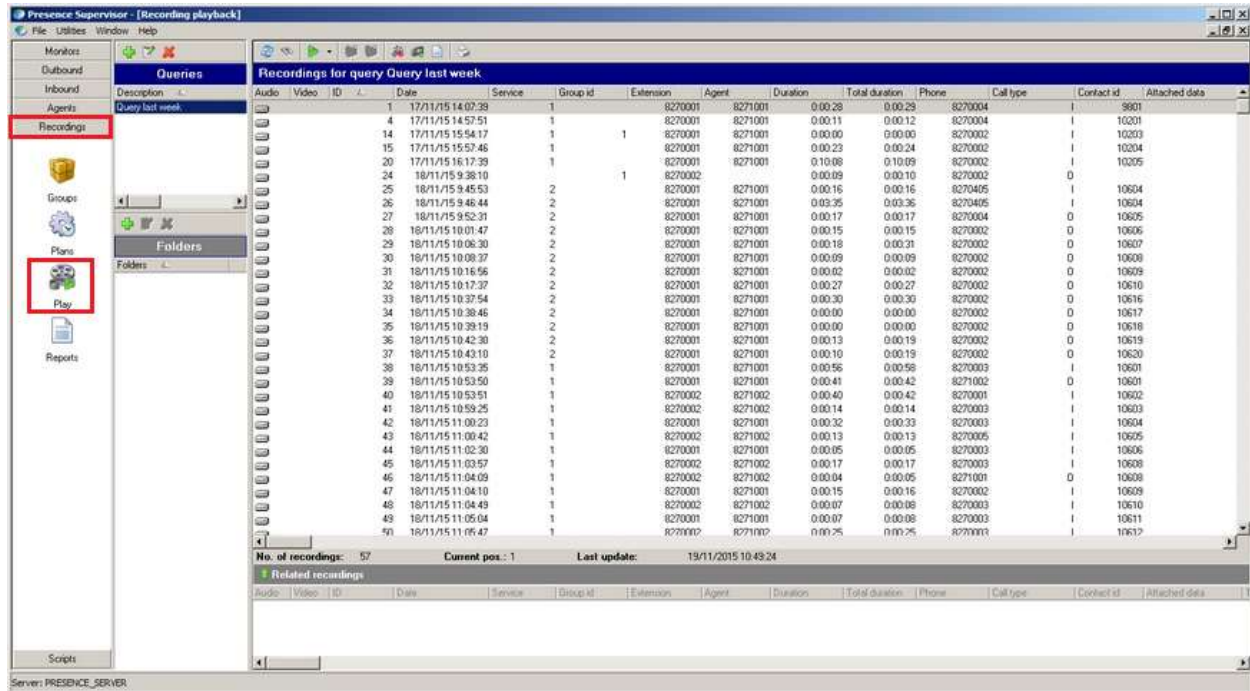 Presence Supervisor - [Recording playback]
File Utilities Window Help
Monitors
Outbound
Inbound
Agents
Recordings
Groups
Plans
Play
Reports
Scripts
Queries
Description
Query last week
Folders
Folders
Recordings for query Query last week
Audio Video ID Date Service Group id Extension Agent Duration Total duration Phone Call type Contact id Attached data
1 17/11/15 14:07:39 1 8270001 8271001 0:00:28 0:00:29 8270004 I 9801
4 17/11/15 14:57:51 1 8270001 8271001 0:00:11 0:00:12 8270004 I 10201
14 17/11/15 15:54:17 1 1 8270001 8271001 0:00:00 0:00:00 8270002 I 10203
15 17/11/15 15:57:46 1 8270001 8271001 0:00:23 0:00:24 8270002 I 10204
20 17/11/15 16:17:39 1 8270001 8271001 0:10:08 0:10:09 8270002 I 10205
24 18/11/15 9:38:10 1 8270002 0:00:09 0:00:10 8270002 O
25 18/11/15 9:45:53 2 8270001 8271001 0:00:16 0:00:16 8270405 I 10604
26 18/11/15 9:46:44 2 8270001 8271001 0:03:35 0:03:36 8270405 I 10604
27 18/11/15 9:52:31 2 8270001 8271001 0:00:17 0:00:17 8270004 O 10605
28 18/11/15 10:01:47 2 8270001 8271001 0:00:15 0:00:15 8270002 O 10606
29 18/11/15 10:06:30 2 8270001 8271001 0:00:18 0:00:31 8270002 O 10607
30 18/11/15 10:08:37 2 8270001 8271001 0:00:09 0:00:09 8270002 O 10608
31 18/11/15 10:16:56 2 8270001 8271001 0:00:02 0:00:02 8270002 O 10609
32 18/11/15 10:17:37 2 8270001 8271001 0:00:27 0:00:27 8270002 O 10610
33 18/11/15 10:37:54 2 8270001 8271001 0:00:30 0:00:30 8270002 O 10616
34 18/11/15 10:38:46 2 8270001 8271001 0:00:00 0:00:00 8270002 O 10617
35 18/11/15 10:39:19 2 8270001 8271001 0:00:00 0:00:00 8270002 O 10618
36 18/11/15 10:42:30 2 8270001 8271001 0:00:13 0:00:19 8270002 O 10619
37 18/11/15 10:43:10 2 8270001 8271001 0:00:10 0:00:19 8270002 O 10620
38 18/11/15 10:53:35 1 8270001 8271001 0:00:56 0:00:58 8270003 I 10601
39 18/11/15 10:53:50 1 8270001 8271001 0:00:41 0:00:42 8271002 O 10601
40 18/11/15 10:53:51 1 8270002 8271002 0:00:40 0:00:42 8270001 I 10602
41 18/11/15 10:59:25 1 8270002 8271002 0:00:14 0:00:14 8270003 I 10603
42 18/11/15 11:00:23 1 8270001 8271001 0:00:32 0:00:33 8270003 I 10604
43 18/11/15 11:00:42 1 8270002 8271002 0:00:13 0:00:13 8270005 I 10605
44 18/11/15 11:02:30 1 8270001 8271001 0:00:05 0:00:05 8270003 I 10606
45 18/11/15 11:03:57 1 8270002 8271002 0:00:17 0:00:17 8270003 I 10608
46 18/11/15 11:04:09 1 8270002 8271002 0:00:04 0:00:05 8271001 O 10608
47 18/11/15 11:04:10 1 8270001 8271001 0:00:15 0:00:16 8270002 I 10609
48 18/11/15 11:04:49 1 8270002 8271002 0:00:07 0:00:08 8270003 I 10610
49 18/11/15 11:05:04 1 8270001 8271001 0:00:07 0:00:08 8270003 I 10611
50 18/11/15 11:05:47 1 8270002 8271002 0:00:25 0:00:25 8270003 I 10612
No. of recordings: 57 Current pos.: 1 Last update: 19/11/2015 10:49:24
Related recordings
Audio Video ID Date Service Group id Extension Agent Duration Total duration Phone Call type Contact id Attached data
Server: PRESENCE_SERVER